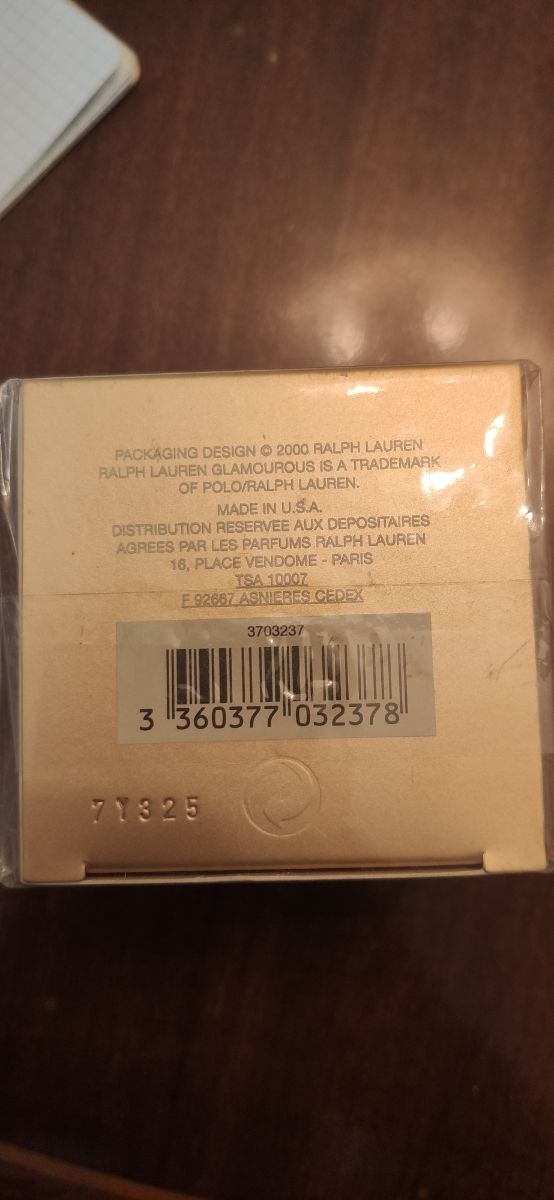 PACKAGING DESIGN © 2000 RALPH LAUREN
RALPH LAUREN GLAMOUROUS IS A TRADEMARK
OF POLO/RALPH LAUREN.
MADE IN U.S.A.
DISTRIBUTION RESERVEE AUX DEPOSITAIRES
AGREES PAR LES PARFUMS RALPH LAUREN
16, PLACE VENDOME - PARIS
TSA 10007
F 92667 ASNIERES CEDEX
3703237
3 360377 032378
7Y325